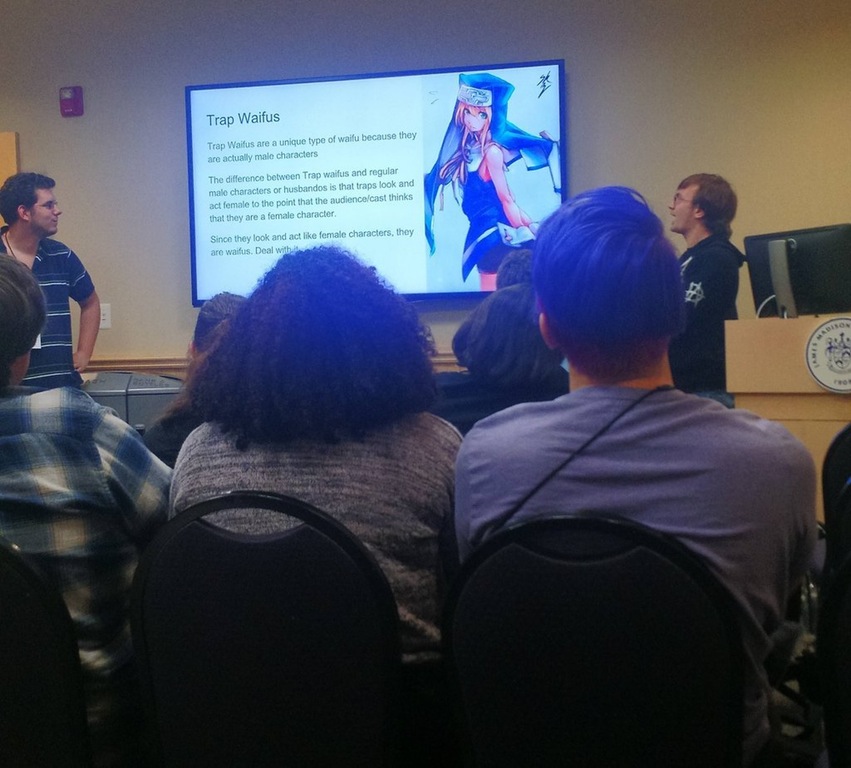 Trap Waifus
Trap Waifus are a unique type of waifu because they
are actually male characters
The difference between Trap waifus and regular
male characters or husbandos is that traps look and
act female to the point that the audience/cast thinks
that they are a female character.
Since they look and act like female characters, they
are waifus. Deal with
JAMES MADISON